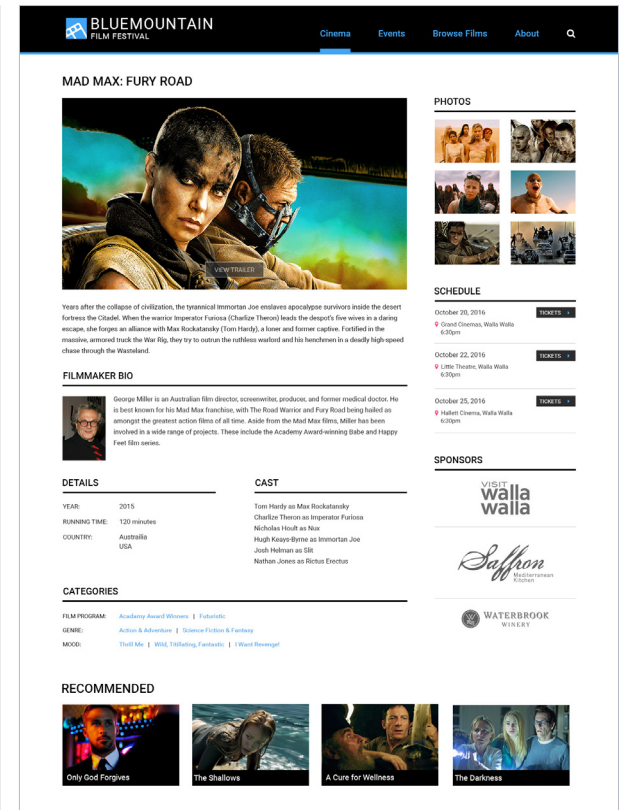 BLUEMOUNTAIN
FILM FESTIVAL
Cinema
Events
Browse Films
About
MAD MAX: FURY ROAD
VIEW TRAILER
Years after the collapse of civilization, the tyrannical Immortan Joe enslaves apocalypse survivors inside the desert
fortress the Citadel. When the warrior Imperator Furiosa (Charlize Theron) leads the despot's five wives in a daring
escape, she forges an alliance with Max Rockatansky (Tom Hardy), a loner and former captive. Fortified in the
massive, armored truck the War Rig, they try to outrun the ruthless warlord and his henchmen in a deadly high-speed
chase through the Wasteland.
FILMMAKER BIO
George Miller is an Australian film director, screenwriter, producer, and former medical doctor. He
is best known for his Mad Max franchise, with The Road Warrior and Fury Road being hailed as
amongst the greatest action films of all time. Aside from the Mad Max films, Miller has been
involved in a wide range of projects. These include the Academy Award-winning Babe and Happy
Feet film series.
DETAILS
YEAR: 2015
RUNNING TIME: 120 minutes
COUNTRY: Austrailia
USA
CAST
Tom Hardy as Max Rockatansky
Charlize Theron as Imperator Furiosa
Nicholas Hoult as Nux
Hugh Keays-Byrne as Immortan Joe
Josh Helman as Slit
Nathan Jones as Rictus Erectus
CATEGORIES
FILM PROGRAM: Acadamy Award Winners | Futuristic
GENRE: Action & Adventure | Science Fiction & Fantasy
MOOD: Thrill Me | Wild, Titillating, Fantastic | I Want Revenge!
PHOTOS
SCHEDULE
October 20, 2016 TICKETS
Grand Cinemas, Walla Walla
6:30pm
October 22, 2016 TICKETS
Little Theatre, Walla Walla
6:30pm
October 25, 2016 TICKETS
Hallett Cinema, Walla Walla
6:30pm
SPONSORS
VISIT
walla
walla
Saffron
Mediterranean
Kitchen
WATERBROOK
WINERY
RECOMMENDED
Only God Forgives
The Shallows
A Cure for Wellness
The Darkness